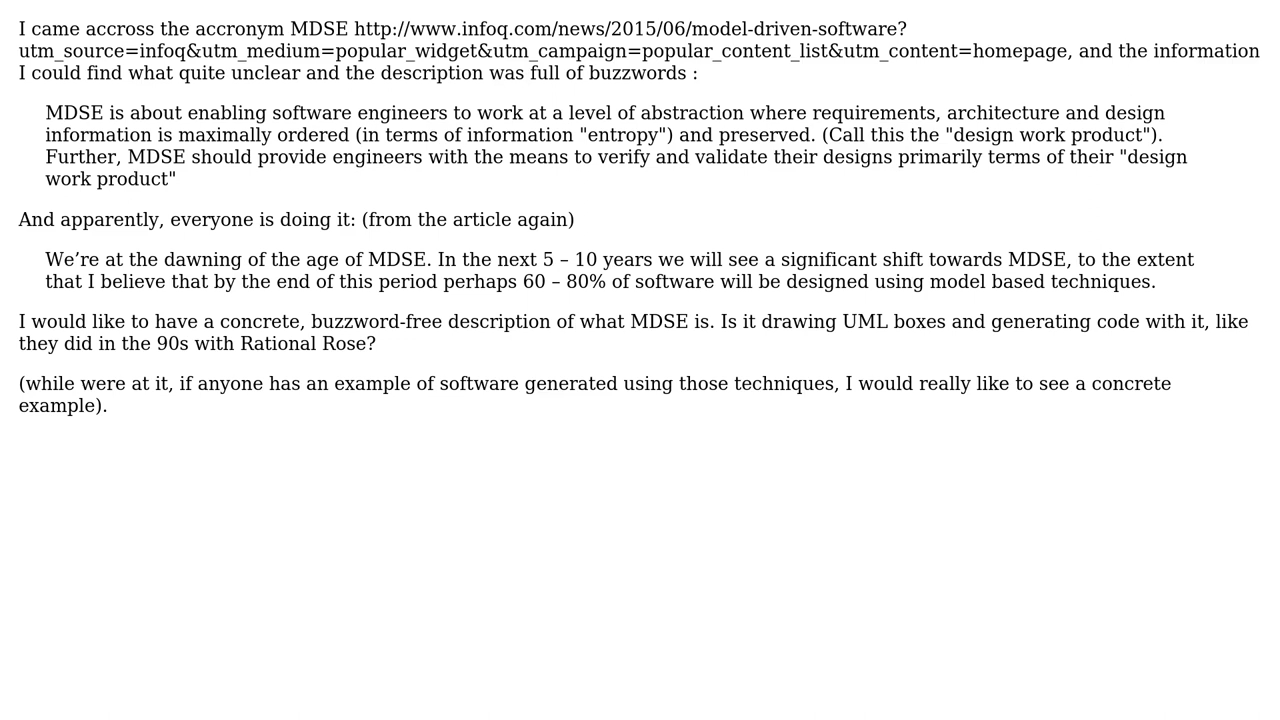 I came accross the accronym MDSE http://www.infoq.com/news/2015/06/model-driven-software?
utm_source=infoq&utm_medium=popular_widget&utm_campaign=popular_content_list&utm_content=homepage, and the information
I could find what quite unclear and the description was full of buzzwords :
MDSE is about enabling software engineers to work at a level of abstraction where requirements, architecture and design
information is maximally ordered (in terms of information "entropy") and preserved. (Call this the "design work product").
Further, MDSE should provide engineers with the means to verify and validate their designs primarily terms of their "design
work product"
And apparently, everyone is doing it: (from the article again)
We’re at the dawning of the age of MDSE. In the next 5 – 10 years we will see a significant shift towards MDSE, to the extent
that I believe that by the end of this period perhaps 60 – 80% of software will be designed using model based techniques.
I would like to have a concrete, buzzword-free description of what MDSE is. Is it drawing UML boxes and generating code with it, like
they did in the 90s with Rational Rose?
(while were at it, if anyone has an example of software generated using those techniques, I would really like to see a concrete
example).